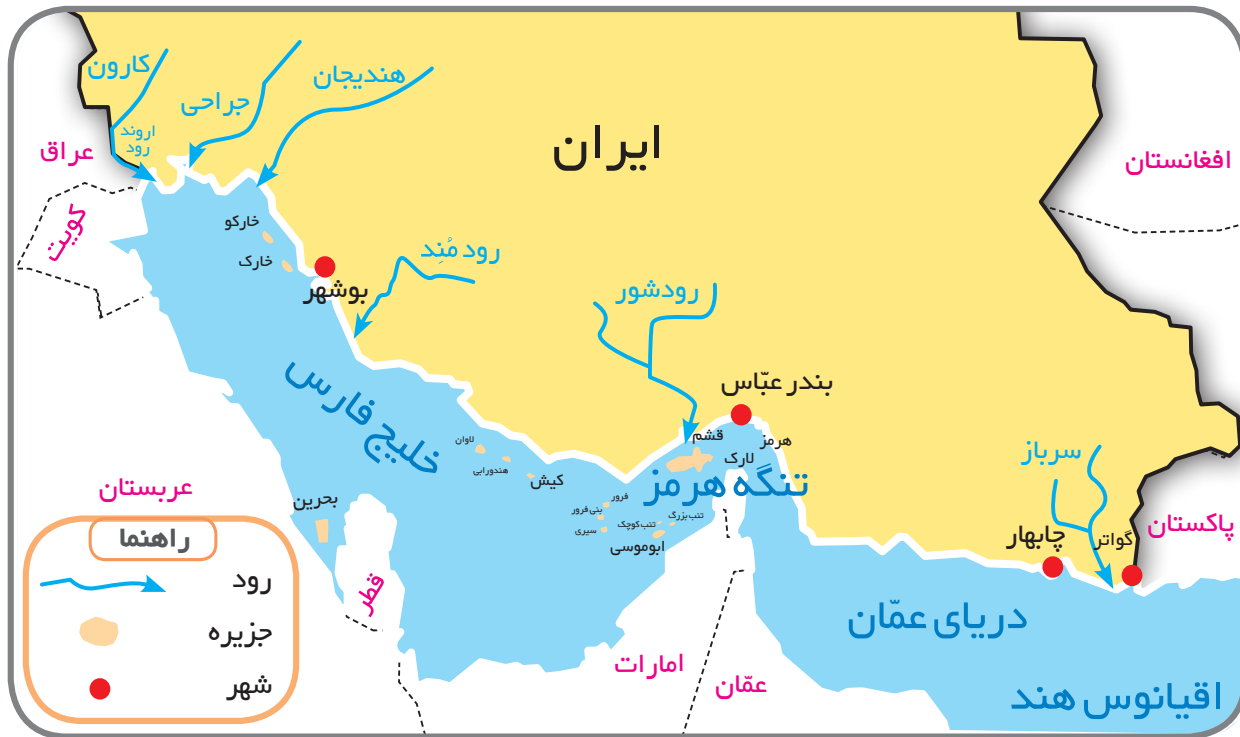 کارون
جراحی
هندیجان
اروند
رود
ایران
عراق
افغانستان
کویت
خارکو
خارک
بوشهر
رود مُند
رودشور
بندر عبّاس
خلیج فارس
قشم
هرمز
لارک
تنگه هرمز
لاوان
هندورابی
کیش
فرور
بنی فرور
سیری
تنب کوچک
تنب بزرگ
ابوموسی
سرباز
پاکستان
گواتر
چابهار
عربستان
بحرین
قطر
دریای عمّان
امارات
عمّان
اقیانوس هند
راهنما
رود
جزیره
شهر